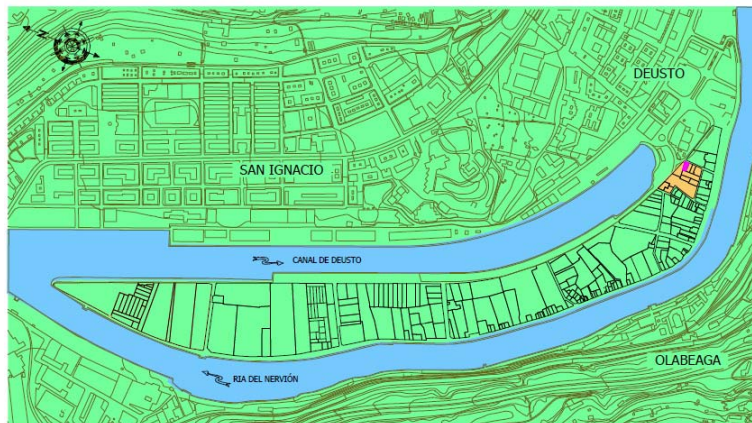 N
DEUSTO
SAN IGNACIO
CANAL DE DEUSTO
OLABEAGA
RIA DEL NERVIÓN